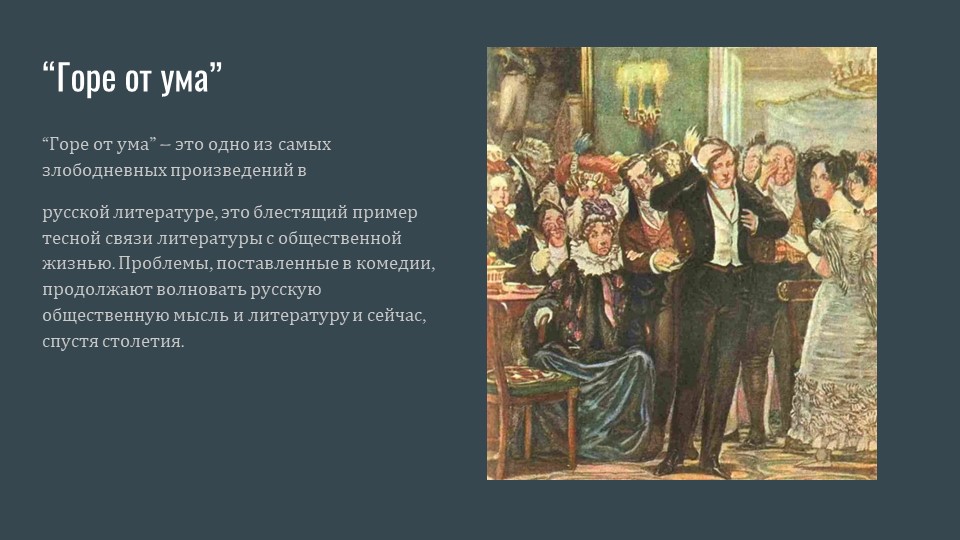 “Горе от ума”
“Горе от ума” – это одно из самых
злободневных произведений в
русской литературе, это блестящий пример
тесной связи литературы с общественной
жизнью. Проблемы, поставленные в комедии,
продолжают волновать русскую
общественную мысль и литературу и сейчас,
спустя столетия.